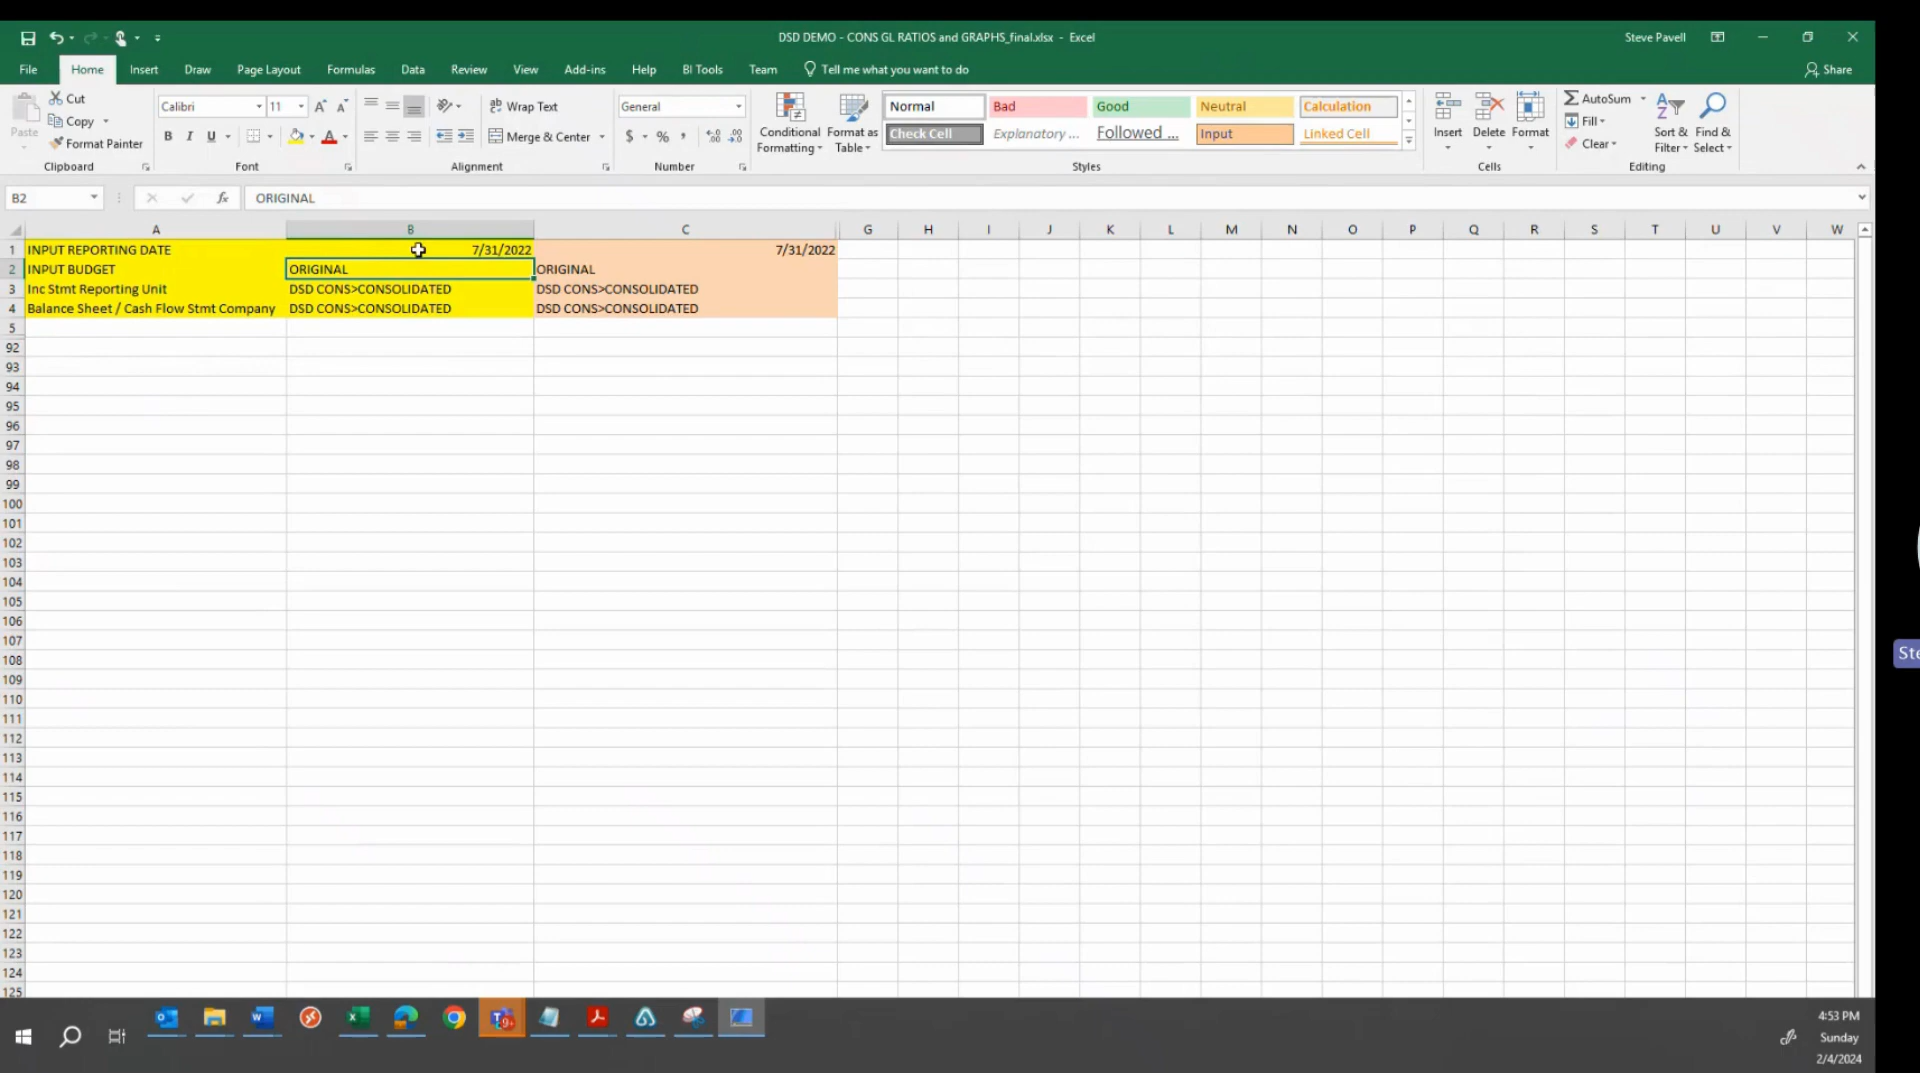 DSD DEMO - CONS GL RATIOS and GRAPHS_final.xlsx - Excel
Steve Pavell
File Home Insert Draw Page Layout Formulas Data Review View Add-ins Help BI Tools Team Tell me what you want to do Share
Paste
Cut
Copy
Format Painter
Clipboard
Calibri 11
B I U
Font
Wrap Text
Merge & Center
Alignment
General
$ % ,
Number
Conditional Formatting
Format as Table
Normal Bad Good Neutral Calculation
Check Cell Explanatory ... Followed ... Input Linked Cell
Styles
Insert Delete Format
Cells
AutoSum
Fill
Clear
Sort & Filter
Find & Select
Editing
B2 fx ORIGINAL
A B C G H I J K L M N O P Q R S T U V W
1 INPUT REPORTING DATE 7/31/2022 7/31/2022
2 INPUT BUDGET ORIGINAL ORIGINAL
3 Inc Stmt Reporting Unit DSD CONS>CONSOLIDATED DSD CONS>CONSOLIDATED
4 Balance Sheet / Cash Flow Stmt Company DSD CONS>CONSOLIDATED DSD CONS>CONSOLIDATED
5
92
93
94
95
96
97
98
99
100
101
102
103
104
105
106
107
108
109
110
111
112
113
114
115
116
117
118
119
120
121
122
123
124
125
4:53 PM
Sunday
2/4/2024